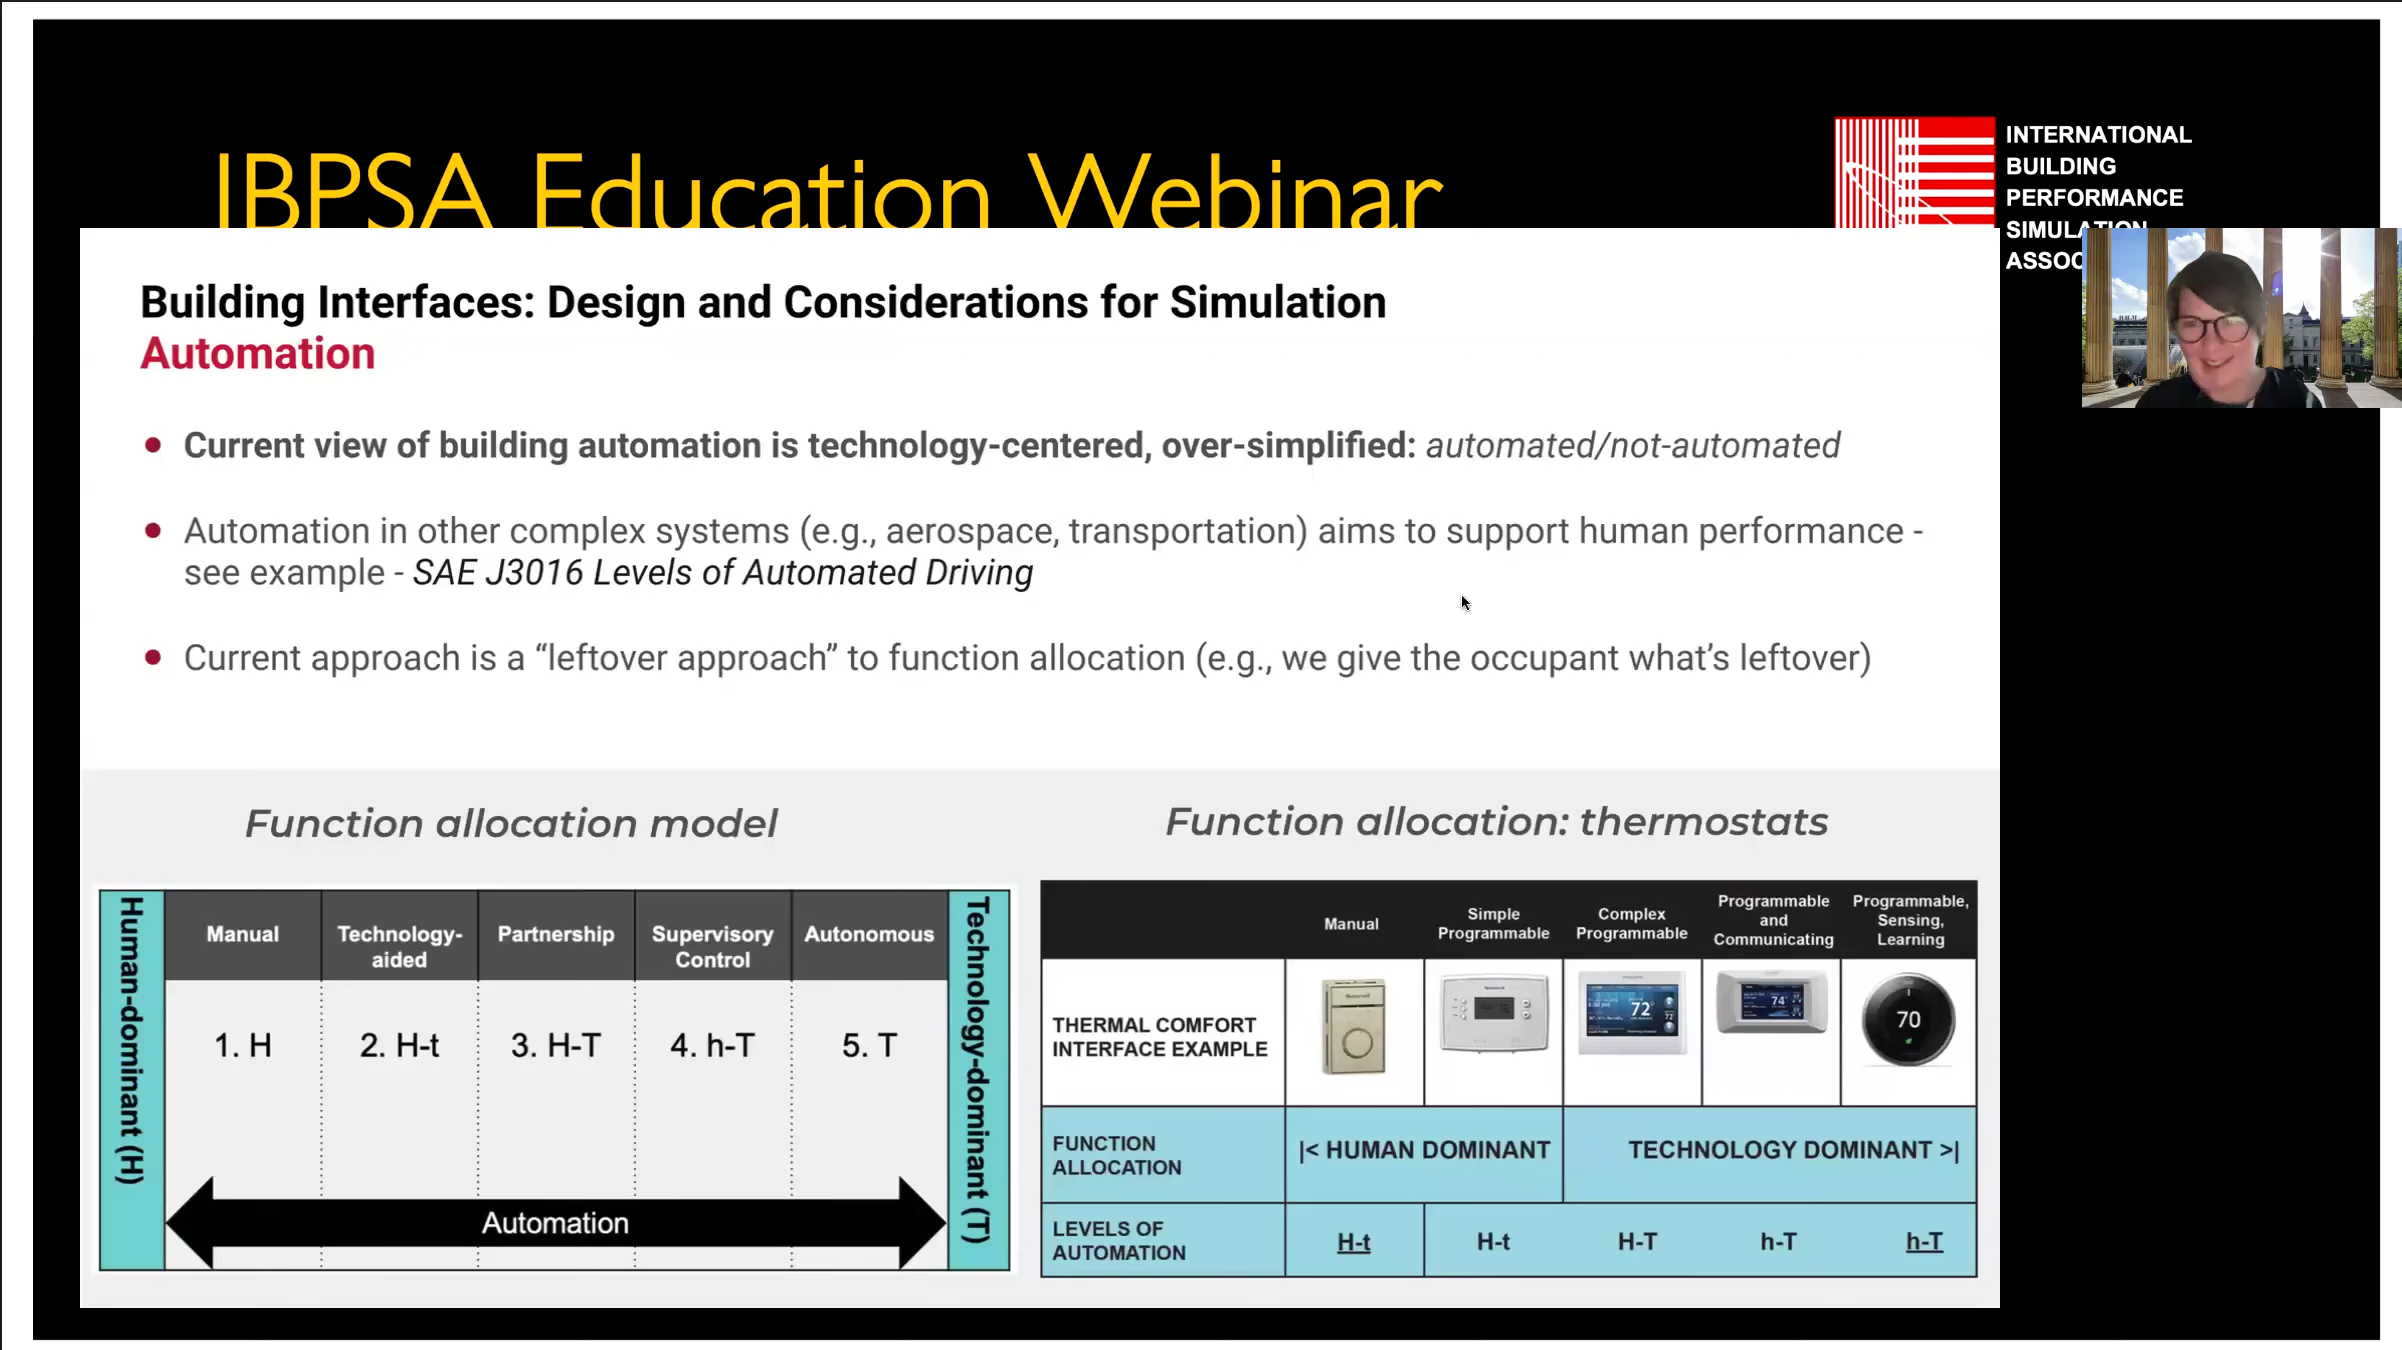 IBPSA Education Webinar
INTERNATIONAL
BUILDING
PERFORMANCE
SIMULATION
ASSOC
Building Interfaces: Design and Considerations for Simulation
Automation
• Current view of building automation is technology-centered, over-simplified: automated/not-automated
• Automation in other complex systems (e.g., aerospace, transportation) aims to support human performance -
see example - SAE J3016 Levels of Automated Driving
• Current approach is a “leftover approach” to function allocation (e.g., we give the occupant what’s leftover)
Function allocation model
Human-dominant (H)
Manual
Technology-
aided
Partnership
Supervisory
Control
Autonomous
1. H
2. H-t
3. H-T
4. h-T
5. T
Automation
Technology-dominant (T)
Function allocation: thermostats
Manual
Simple
Programmable
Complex
Programmable
Programmable
and
Communicating
Programmable,
Sensing,
Learning
THERMAL COMFORT
INTERFACE EXAMPLE
72
74
70
FUNCTION
ALLOCATION
|< HUMAN DOMINANT
TECHNOLOGY DOMINANT >|
LEVELS OF
AUTOMATION
H-t
H-t
H-T
h-T
h-T